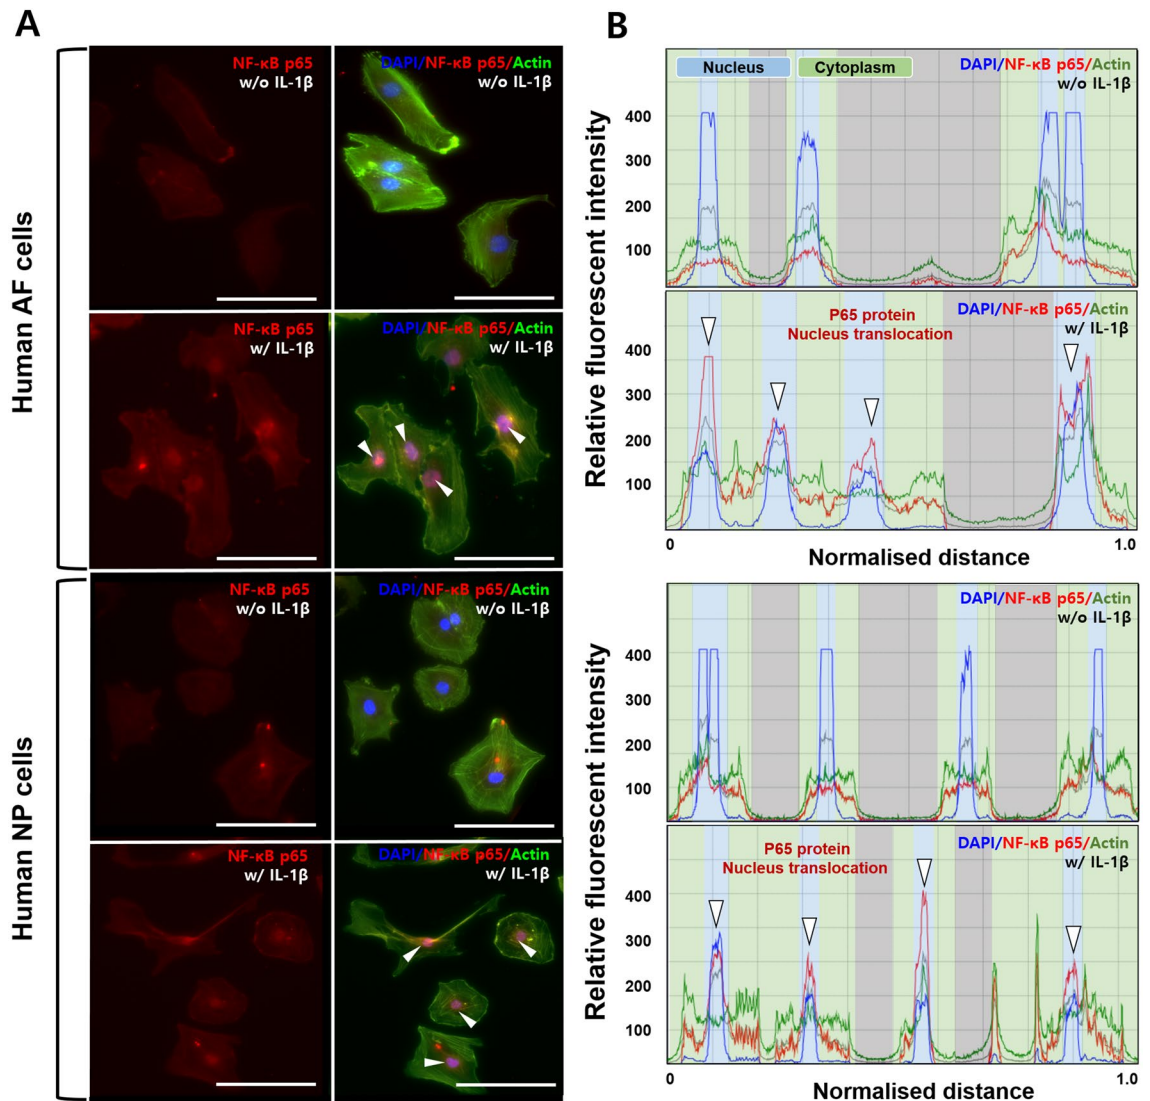 A
Human AF cells
NF-κB p65
w/o IL-1β
DAPI/NF-κB p65/Actin
w/o IL-1β
NF-κB p65
w/ IL-1β
DAPI/NF-κB p65/Actin
w/ IL-1β
Human NP cells
NF-κB p65
w/o IL-1β
DAPI/NF-κB p65/Actin
w/o IL-1β
NF-κB p65
w/ IL-1β
DAPI/NF-κB p65/Actin
w/ IL-1β
B
Relative fluorescent intensity
Nucleus
Cytoplasm
DAPI/NF-κB p65/Actin
w/o IL-1β
400
300
200
100
P65 protein
Nucleus translocation
DAPI/NF-κB p65/Actin
w/ IL-1β
400
300
200
100
0
1.0
Normalised distance
Relative fluorescent intensity
DAPI/NF-κB p65/Actin
w/o IL-1β
400
300
200
100
P65 protein
Nucleus translocation
DAPI/NF-κB p65/Actin
w/ IL-1β
400
300
200
100
0
1.0
Normalised distance